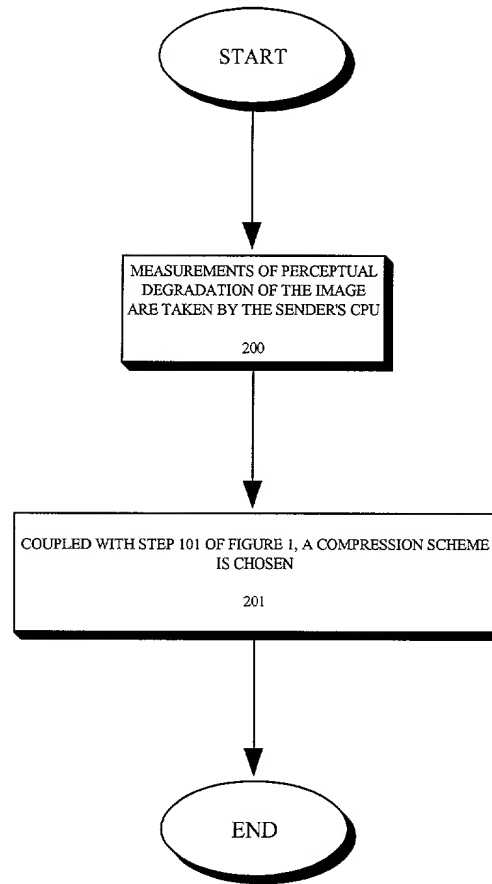 START
MEASUREMENTS OF PERCEPTUAL
DEGRADATION OF THE IMAGE
ARE TAKEN BY THE SENDER'S CPU
200
COUPLED WITH STEP 101 OF FIGURE 1, A COMPRESSION SCHEME
IS CHOSEN
201
END